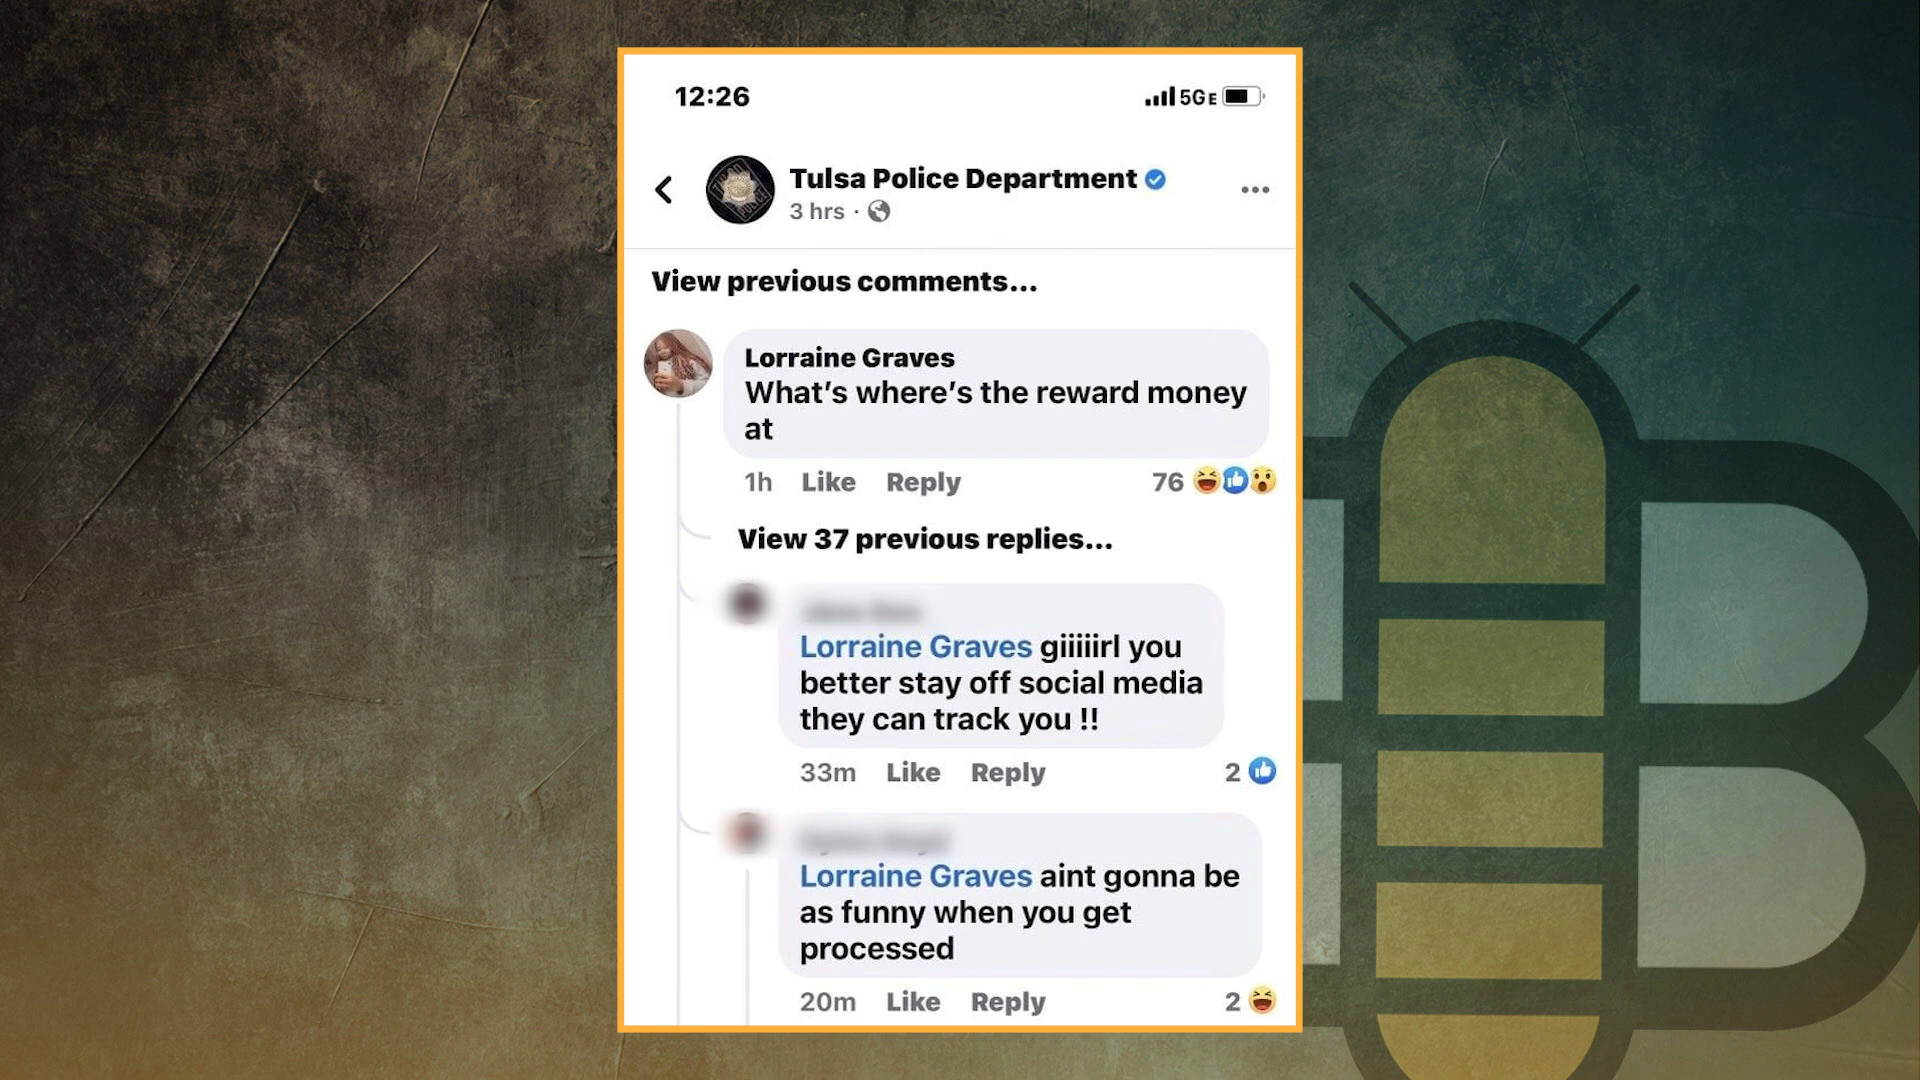 12:26
5GE
Tulsa Police Department
3 hrs ·
View previous comments...
Lorraine Graves
What's where's the reward money
at
1h Like Reply 76
View 37 previous replies...
Lorraine Graves giiiiirl you
better stay off social media
they can track you !!
33m Like Reply 2
Lorraine Graves aint gonna be
as funny when you get
processed
20m Like Reply 2